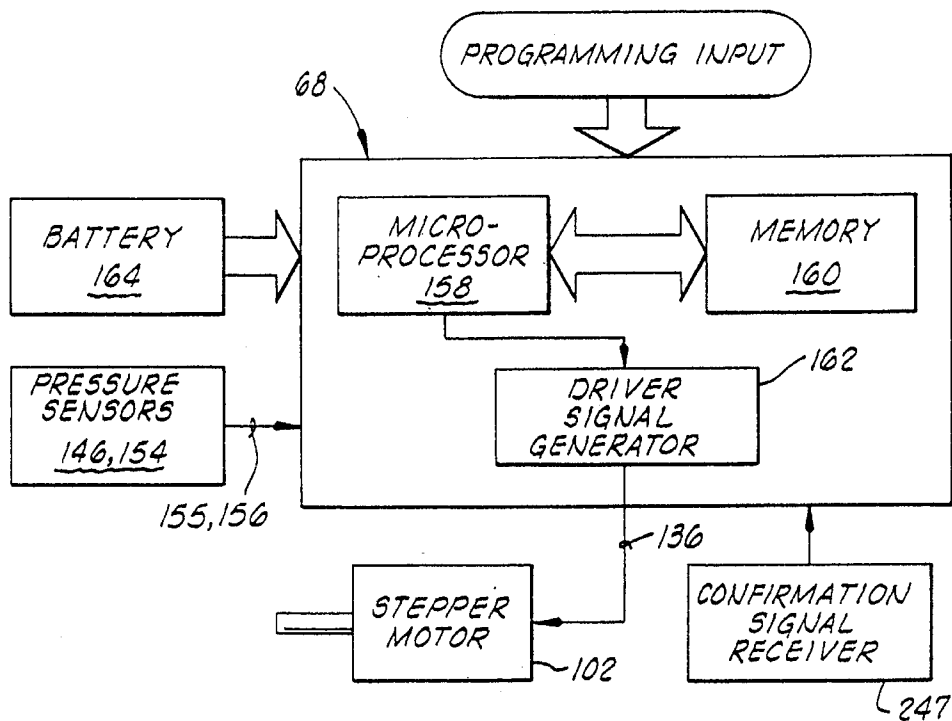 PROGRAMMING INPUT
68
BATTERY
164
MICRO-
PROCESSOR
158
MEMORY
160
PRESSURE
SENSORS
146,154
155,156
162
DRIVER
SIGNAL
GENERATOR
136
STEPPER
MOTOR
102
CONFIRMATION
SIGNAL
RECEIVER
247